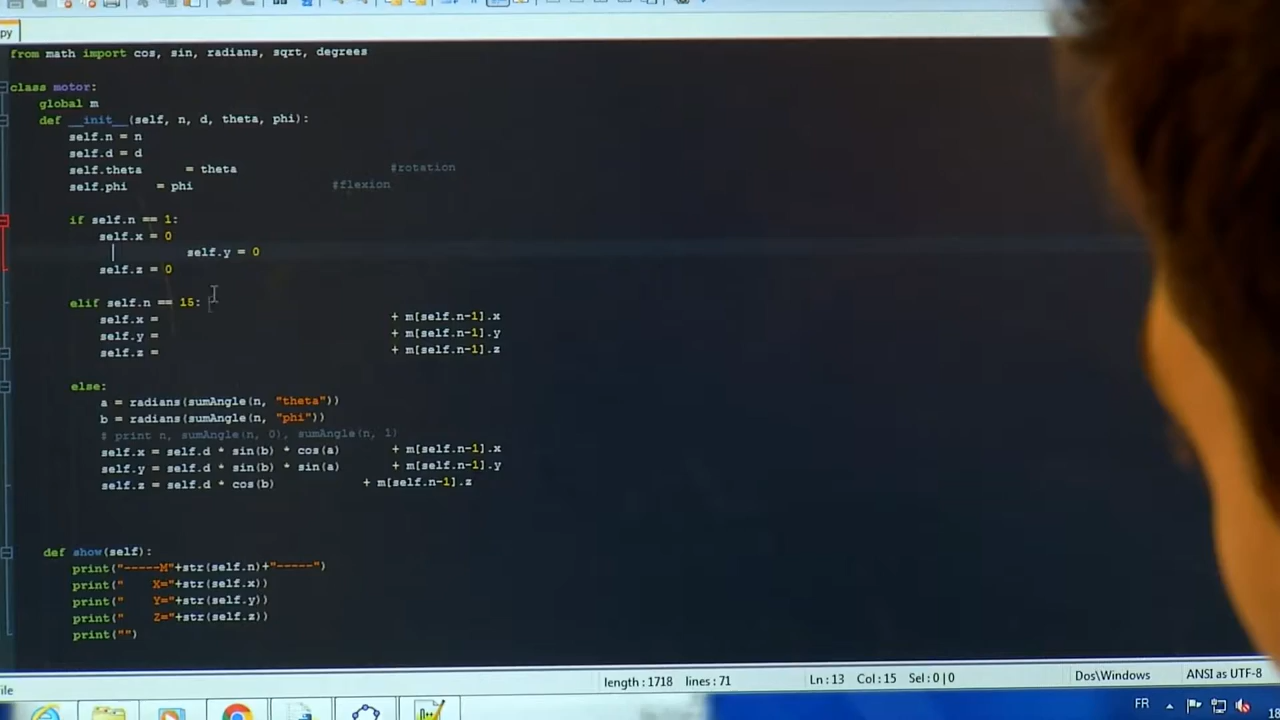 py
from math import cos, sin, radians, sqrt, degrees
class motor:
global m
def __init__(self, n, d, theta, phi):
self.n = n
self.d = d
self.theta = theta #rotation
self.phi = phi #flexion
if self.n == 1:
self.x = 0
self.y = 0
self.z = 0
elif self.n == 15:
self.x = + m[self.n-1].x
self.y = + m[self.n-1].y
self.z = + m[self.n-1].z
else:
a = radians(sumAngle(n, "theta"))
b = radians(sumAngle(n, "phi"))
# print n, sumAngle(n, 0), sumAngle(n, 1)
self.x = self.d * sin(b) * cos(a) + m[self.n-1].x
self.y = self.d * sin(b) * sin(a) + m[self.n-1].y
self.z = self.d * cos(b) + m[self.n-1].z
def show(self):
print("-----M"+str(self.n)+"-----")
print(" X="+str(self.x))
print(" Y="+str(self.y))
print(" Z="+str(self.z))
print("")
ile length : 1718 lines : 71 Ln : 13 Col : 15 Sel : 0 | 0 Dos\Windows ANSI as UTF-8
FR 18